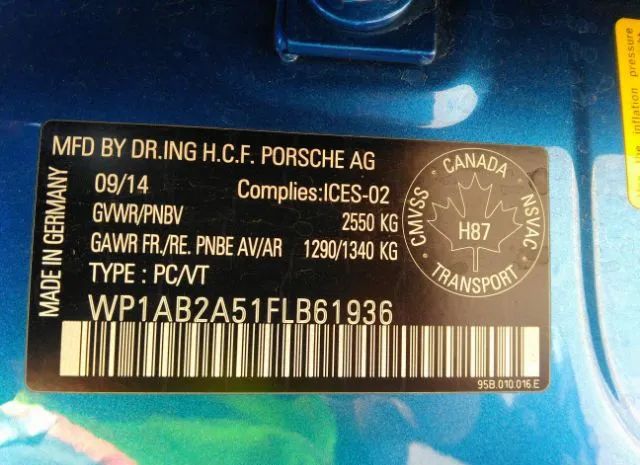 MADE IN GERMANY
MFD BY DR.ING H.C.F. PORSCHE AG
09/14 Complies:ICES-02
GVWR/PNBV 2550 KG
GAWR FR./RE. PNBE AV/AR 1290/1340 KG
TYPE : PC/VT
WP1AB2A51FLB61936
CANADA
CMVSS
NSVAC
H87
TRANSPORT
95B.010.016.E
inflation pressure